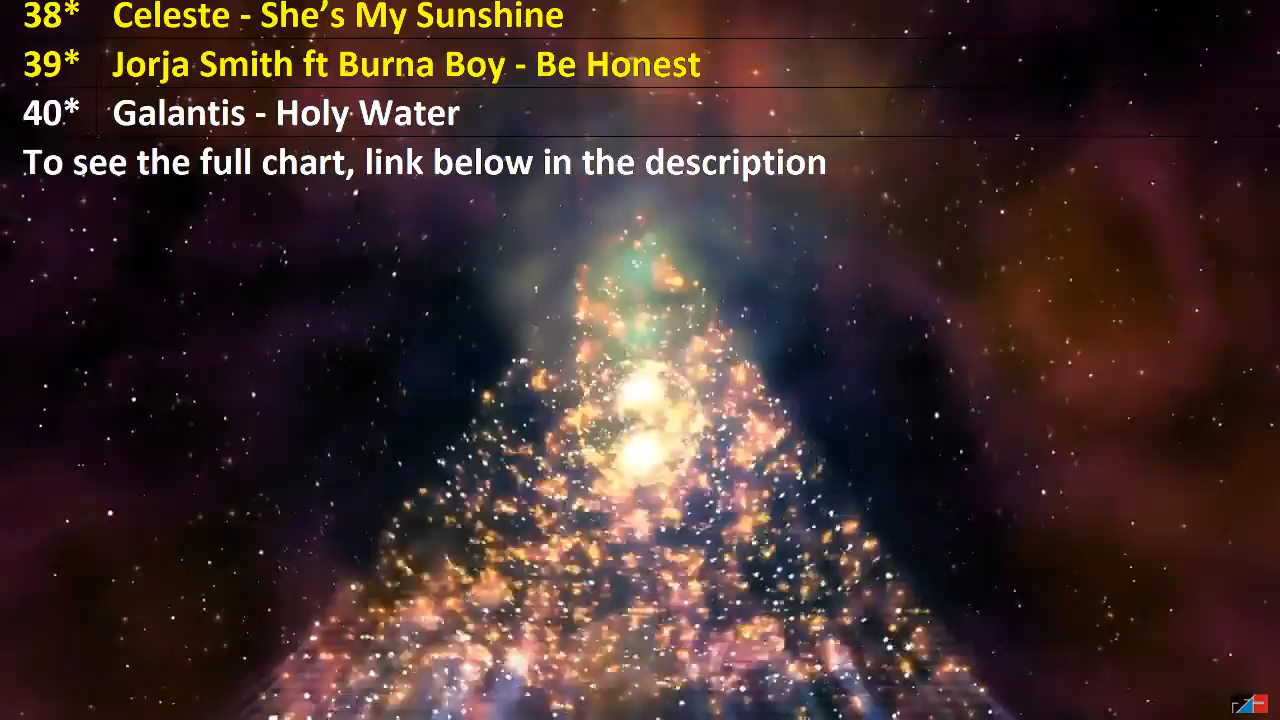 38* Celeste - She’s My Sunshine
39* Jorja Smith ft Burna Boy - Be Honest
40* Galantis - Holy Water
To see the full chart, link below in the description